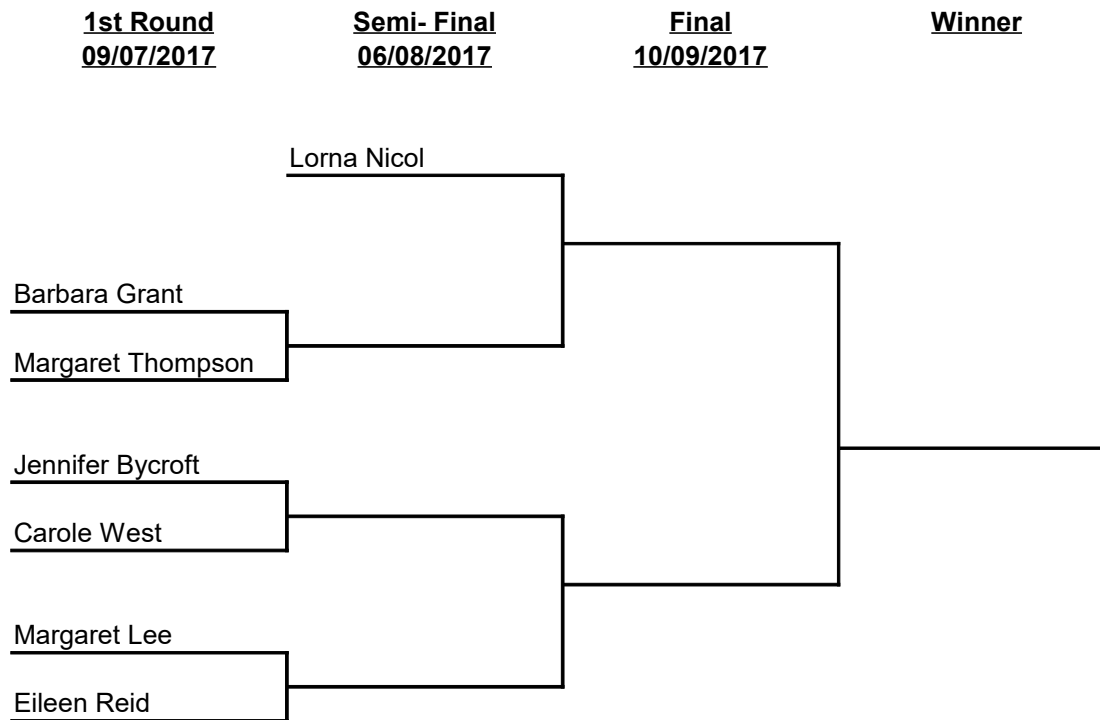 1st Round
09/07/2017
Semi- Final
06/08/2017
Final
10/09/2017
Winner
Lorna Nicol
Barbara Grant
Margaret Thompson
Jennifer Bycroft
Carole West
Margaret Lee
Eileen Reid